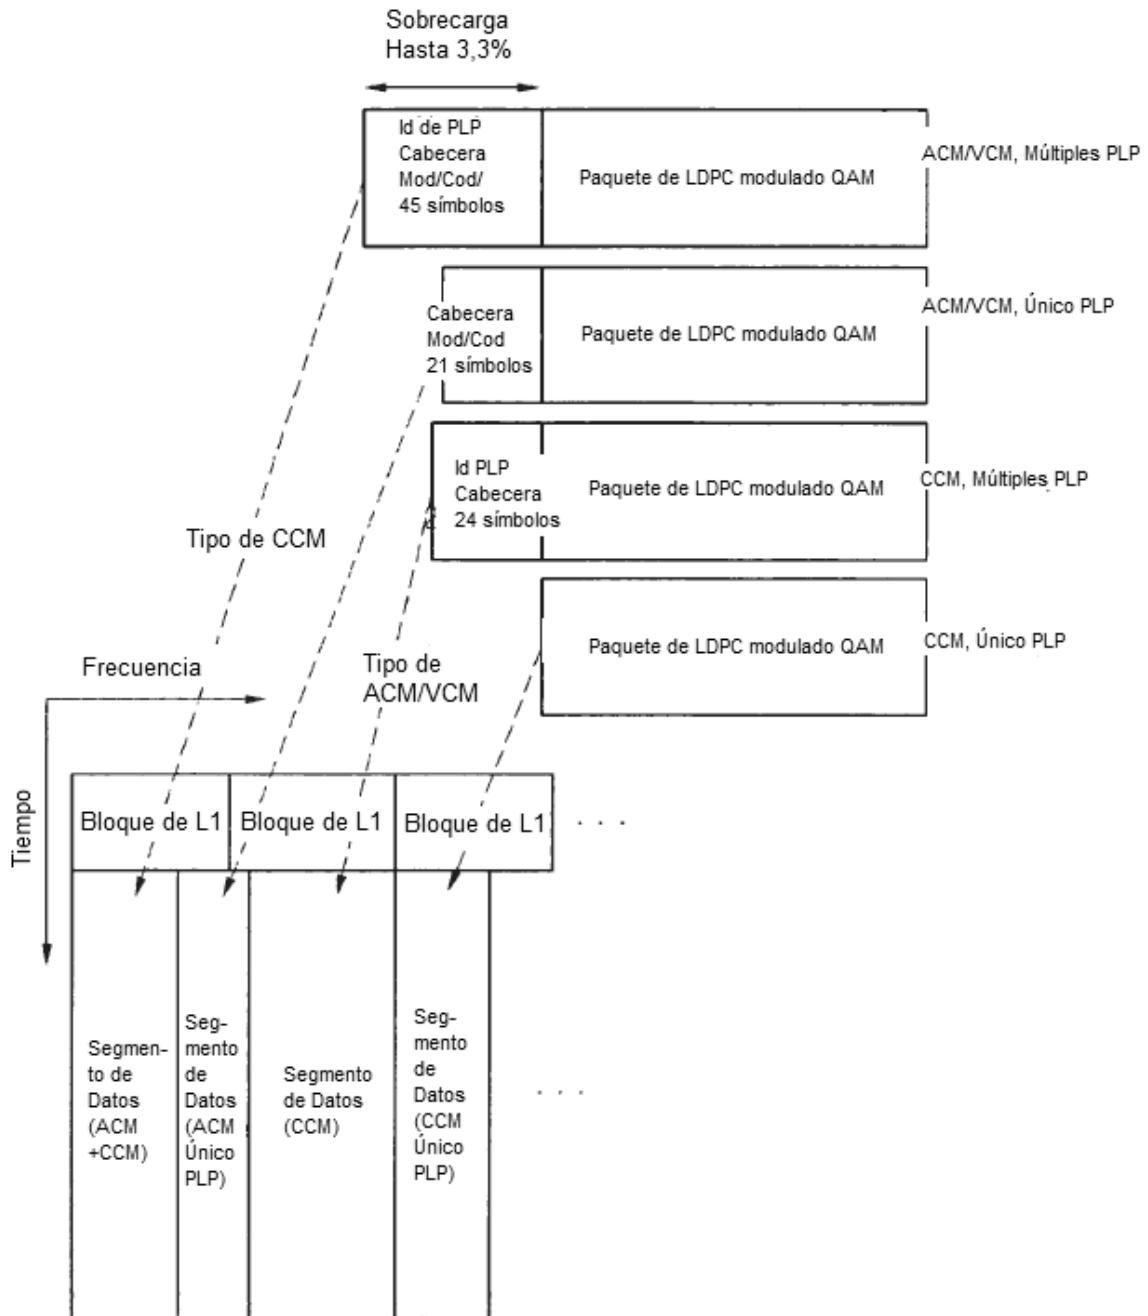 Sobrecarga
Hasta 3,3%
Id de PLP
Cabecera
Mod/Cod/
45 símbolos
Paquete de LDPC modulado QAM
ACM/VCM, Múltiples PLP
Cabecera
Mod/Cod
21 símbolos
Paquete de LDPC modulado QAM
ACM/VCM, Único PLP
Id PLP
Cabecera
24 símbolos
Paquete de LDPC modulado QAM
CCM, Múltiples PLP
Tipo de CCM
Paquete de LDPC modulado QAM
CCM, Único PLP
Tipo de
ACM/VCM
Frecuencia
Tiempo
Bloque de L1
Bloque de L1
Bloque de L1
. . .
Segmen-
to de
Datos
(ACM
+CCM)
Seg-
mento
de
Datos
(ACM
Único
PLP)
Segmento
de Datos
(CCM)
Seg-
mento
de
Datos
(CCM
Único
PLP)
. . .